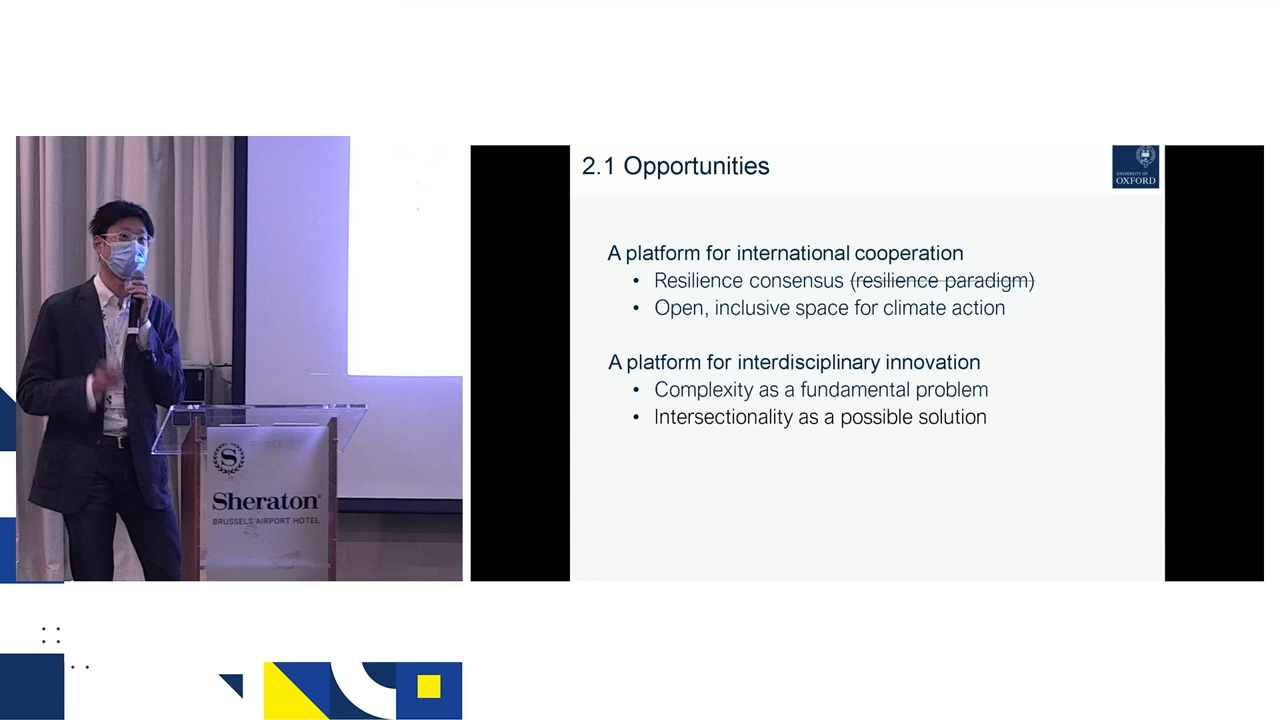 2.1 Opportunities
UNIVERSITY OF
OXFORD
A platform for international cooperation
• Resilience consensus (resilience paradigm)
• Open, inclusive space for climate action
A platform for interdisciplinary innovation
• Complexity as a fundamental problem
• Intersectionality as a possible solution
S
Sheraton®
BRUSSELS AIRPORT HOTEL